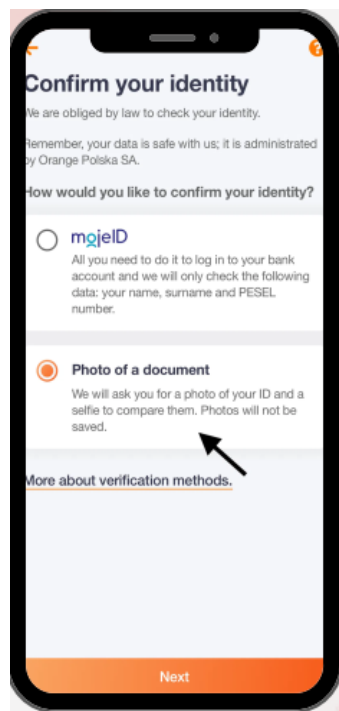 Confirm your identity
We are obliged by law to check your identity.
Remember, your data is safe with us; it is administrated
by Orange Polska SA.
How would you like to confirm your identity?
mojeID
All you need to do it to log in to your bank
account and we will only check the following
data: your name, surname and PESEL
number.
Photo of a document
We will ask you for a photo of your ID and a
selfie to compare them. Photos will not be
saved.
More about verification methods.
Next